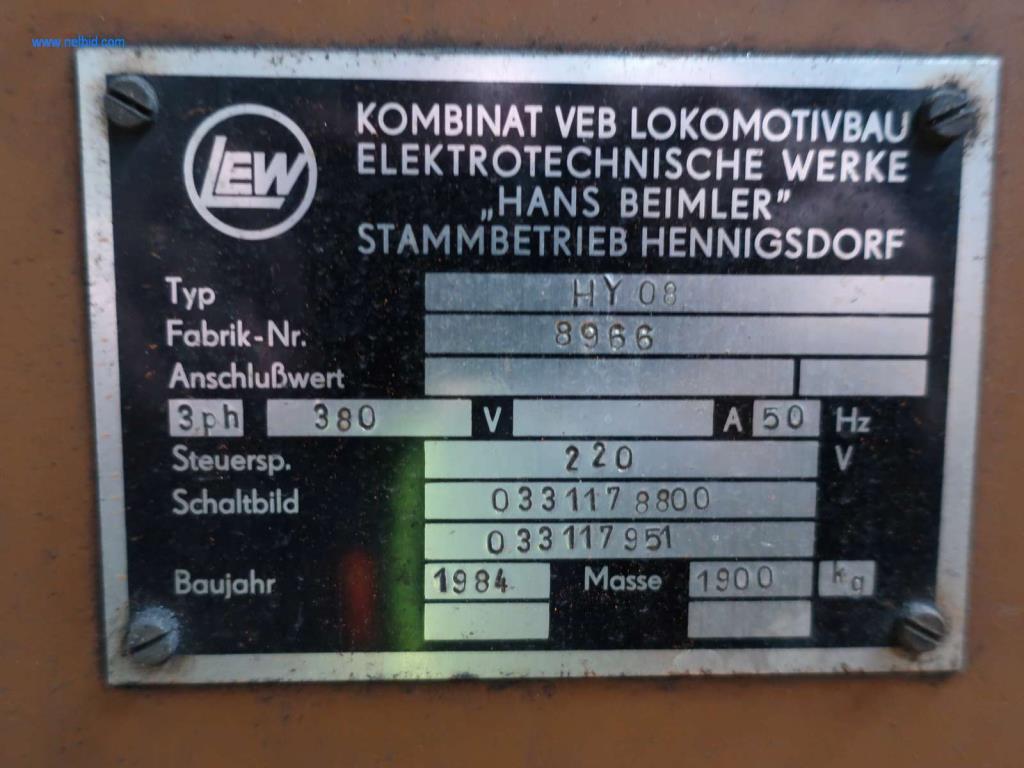 www.netbid.com
LEW
KOMBINAT VEB LOKOMOTIVBAU
ELEKTROTECHNISCHE WERKE
„HANS BEIMLER"
STAMMBETRIEB HENNIGSDORF
Typ HY 08
Fabrik-Nr. 8966
Anschlußwert
3ph 380 V A 50 Hz
Steuersp. 220 V
Schaltbild 033117 8800
033117951
Baujahr 1984 Masse 1900 kg